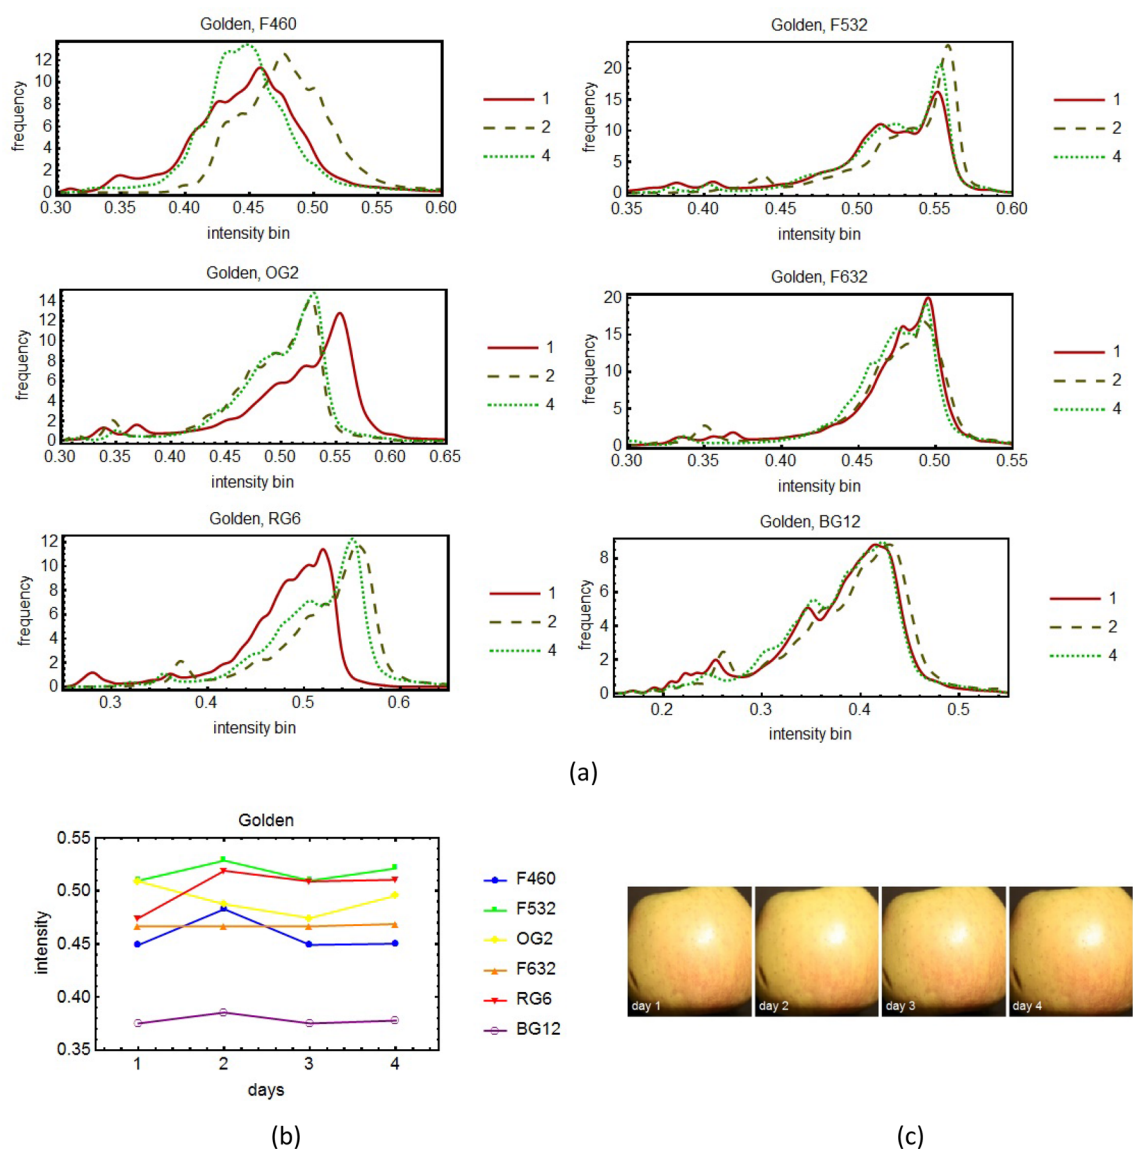 Golden, F460
frequency
12
10
8
6
4
2
0
0.30 0.35 0.40 0.45 0.50 0.55 0.60
intensity bin
1
2
4
Golden, F532
frequency
20
15
10
5
0
0.35 0.40 0.45 0.50 0.55 0.60
intensity bin
1
2
4
Golden, OG2
frequency
14
12
10
8
6
4
2
0
0.30 0.35 0.40 0.45 0.50 0.55 0.60 0.65
intensity bin
1
2
4
Golden, F632
frequency
20
15
10
5
0
0.30 0.35 0.40 0.45 0.50 0.55
intensity bin
1
2
4
Golden, RG6
frequency
12
10
8
6
4
2
0
0.3 0.4 0.5 0.6
intensity bin
1
2
4
Golden, BG12
frequency
8
6
4
2
0
0.2 0.3 0.4 0.5
intensity bin
1
2
4
(a)
Golden
intensity
0.55
0.50
0.45
0.40
0.35
1 2 3 4
days
F460
F532
OG2
F632
RG6
BG12
day 1 day 2 day 3 day 4
(b) (c)